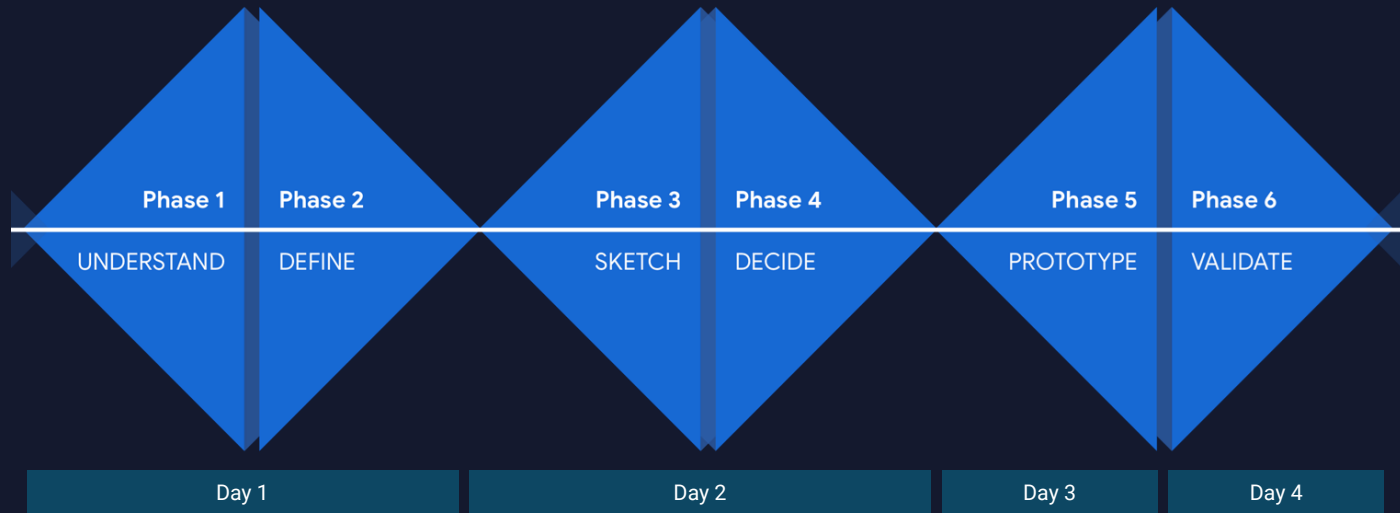 Phase 1
Phase 2
Phase 3
Phase 4
Phase 5
Phase 6
UNDERSTAND
DEFINE
SKETCH
DECIDE
PROTOTYPE
VALIDATE
Day 1
Day 2
Day 3
Day 4